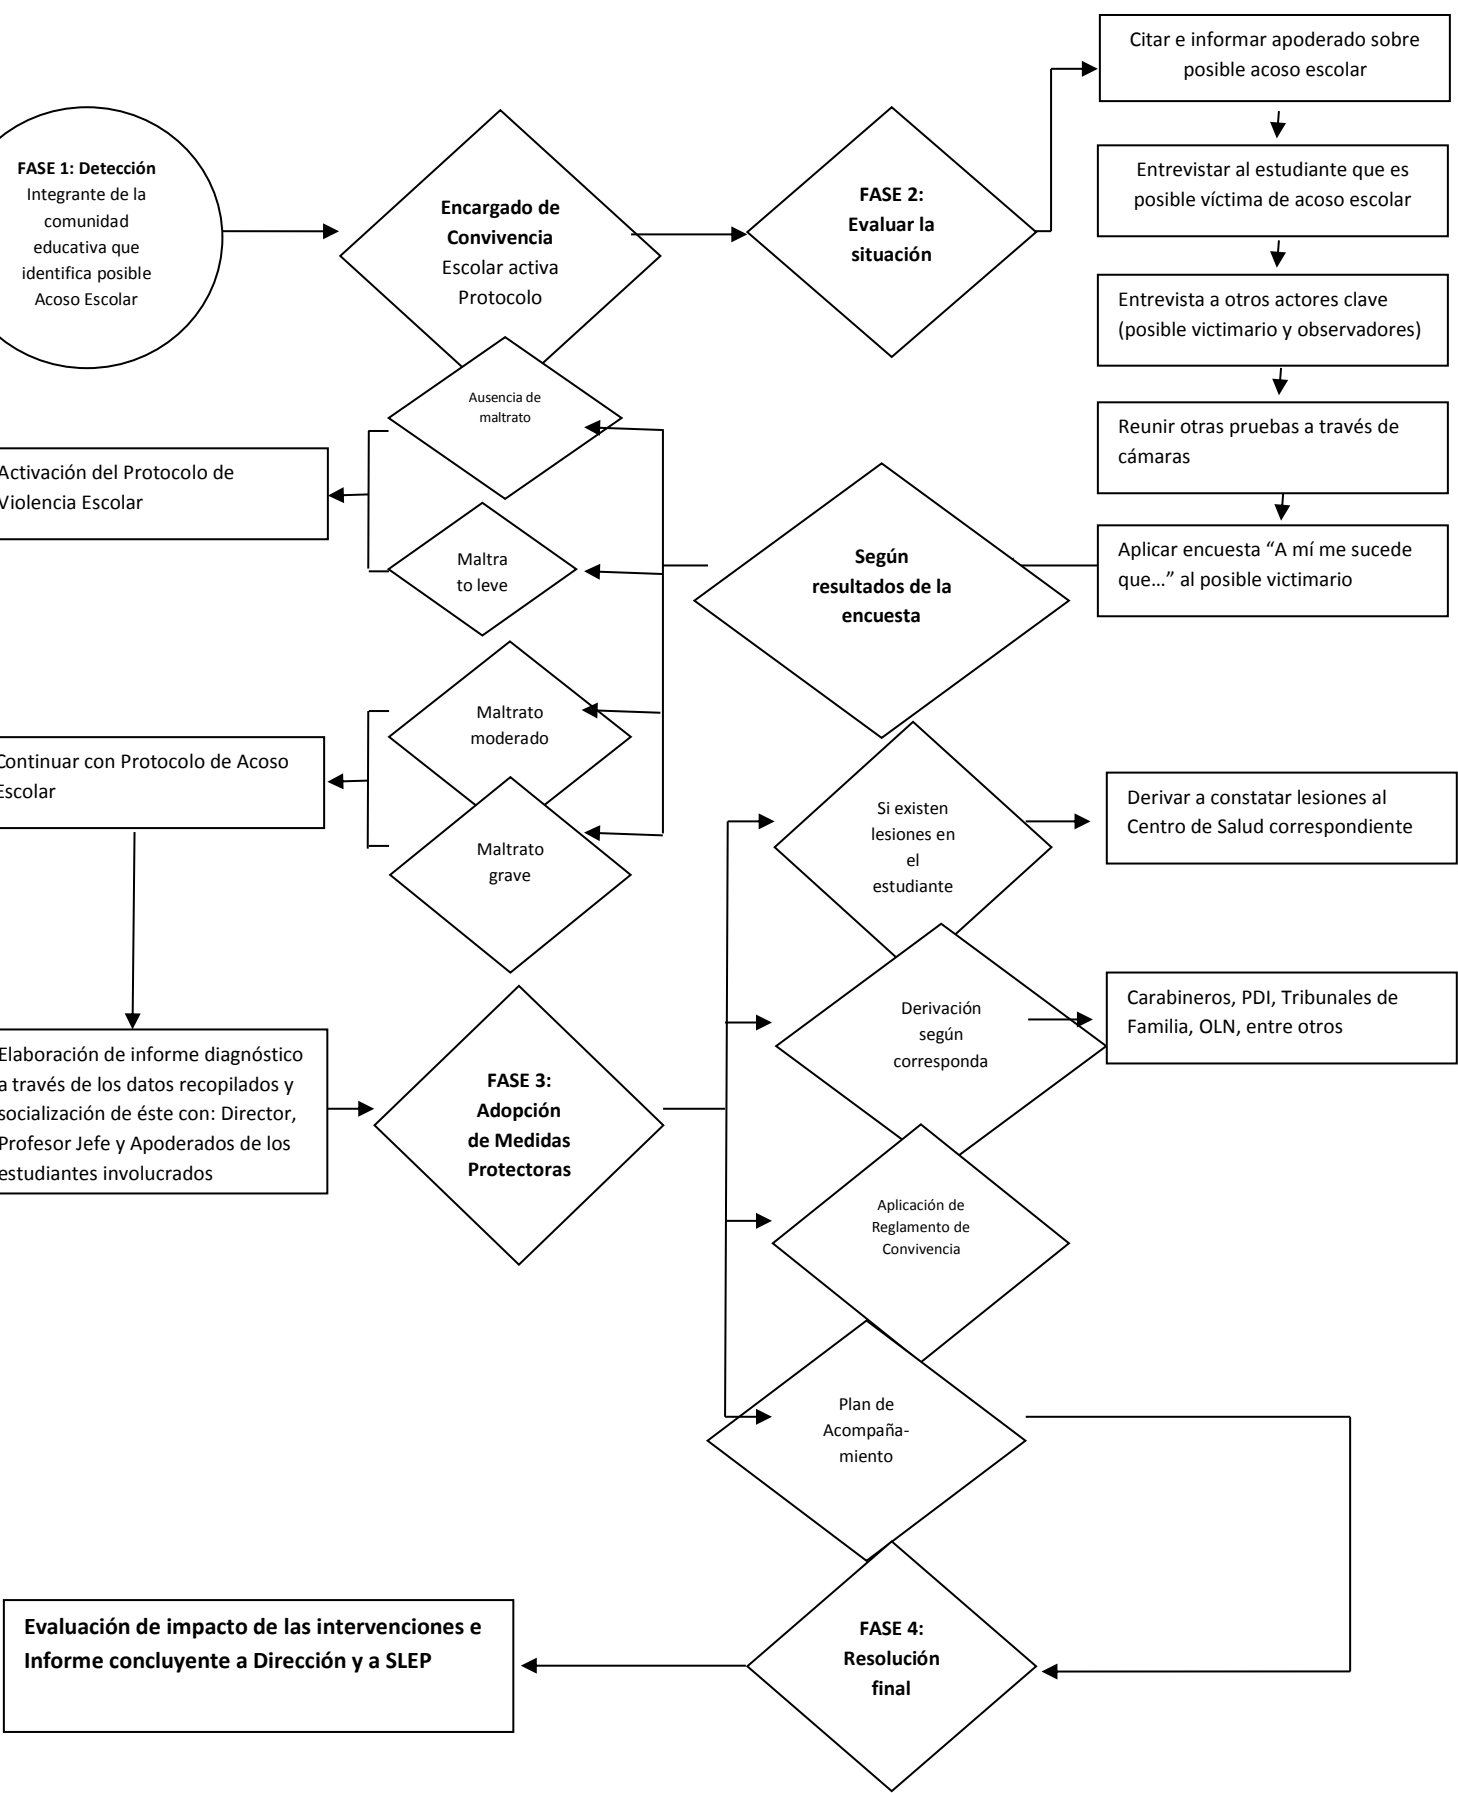 Citar e informar apoderado sobre
posible acoso escolar
FASE 1: Detección
Integrante de la
comunidad
educativa que
identifica posible
Acoso Escolar
Encargado de
Convivencia
Escolar activa
Protocolo
FASE 2:
Evaluar la
situación
Entrevistar al estudiante que es
posible víctima de acoso escolar
Entrevista a otros actores clave
(posible victimario y observadores)
Reunir otras pruebas a través de
cámaras
Aplicar encuesta “A mí me sucede
que…” al posible victimario
Según
resultados de la
encuesta
Ausencia de
maltrato
Maltra
to leve
Activación del Protocolo de
Violencia Escolar
Maltrato
moderado
Maltrato
grave
Continuar con Protocolo de Acoso
Escolar
Elaboración de informe diagnóstico
a través de los datos recopilados y
socialización de éste con: Director,
Profesor Jefe y Apoderados de los
estudiantes involucrados
FASE 3:
Adopción
de Medidas
Protectoras
Si existen
lesiones en
el
estudiante
Derivar a constatar lesiones al
Centro de Salud correspondiente
Derivación
según
corresponda
Carabineros, PDI, Tribunales de
Familia, OLN, entre otros
Aplicación de
Reglamento de
Convivencia
Plan de
Acompaña-
miento
FASE 4:
Resolución
final
Evaluación de impacto de las intervenciones e
Informe concluyente a Dirección y a SLEP